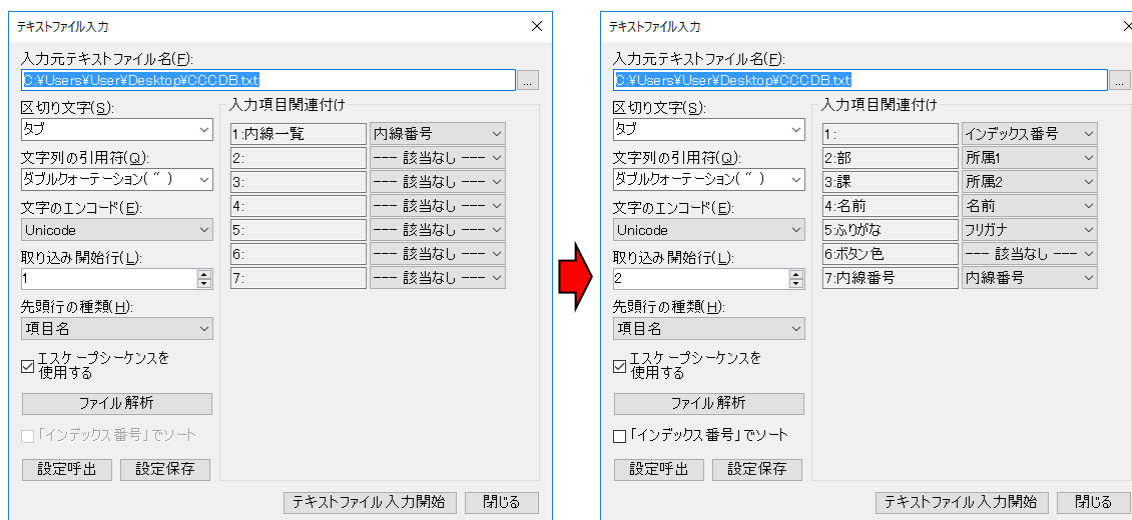 テキストファイル入力
入力元テキストファイル名(F):
C:¥Users¥User¥Desktop¥CCCDB.txt
...
区切り文字(S):
タブ
文字列の引用符(Q):
ダブルクォーテーション( ” )
文字のエンコード(E):
Unicode
取り込み開始行(L):
1
先頭行の種類(H):
項目名
エスケープシーケンスを
使用する
ファイル解析
「インデックス番号」でソート
設定呼出 設定保存
入力項目関連付け
1:内線一覧 内線番号
2: --- 該当なし ---
3: --- 該当なし ---
4: --- 該当なし ---
5: --- 該当なし ---
6: --- 該当なし ---
7: --- 該当なし ---
テキストファイル入力開始 閉じる
テキストファイル入力
入力元テキストファイル名(F):
C:¥Users¥User¥Desktop¥CCCDB.txt
...
区切り文字(S):
タブ
文字列の引用符(Q):
ダブルクォーテーション( ” )
文字のエンコード(E):
Unicode
取り込み開始行(L):
2
先頭行の種類(H):
項目名
エスケープシーケンスを
使用する
ファイル解析
「インデックス番号」でソート
設定呼出 設定保存
入力項目関連付け
1: インデックス番号
2:部 所属1
3:課 所属2
4:名前 名前
5:ふりがな フリガナ
6:ボタン色 --- 該当なし ---
7:内線番号 内線番号
テキストファイル入力開始 閉じる